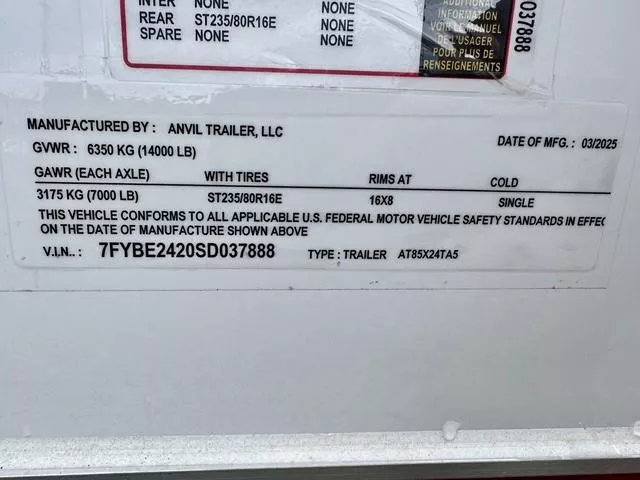 INTER NONE NONE
REAR ST235/80R16E NONE
SPARE NONE NONE
ADDITIONAL
INFORMATION
VOIR LE MANUEL
DE L'USAGER
POUR PLUS DE
RENSEIGNEMENTS
037888
MANUFACTURED BY : ANVIL TRAILER, LLC
DATE OF MFG. : 03/2025
GVWR : 6350 KG (14000 LB)
GAWR (EACH AXLE) WITH TIRES RIMS AT COLD
3175 KG (7000 LB) ST235/80R16E 16X8 SINGLE
THIS VEHICLE CONFORMS TO ALL APPLICABLE U.S. FEDERAL MOTOR VEHICLE SAFETY STANDARDS IN EFFEC
ON THE DATE OF MANUFACTURE SHOWN ABOVE
V.I.N.. : 7FYBE2420SD037888 TYPE : TRAILER AT85X24TA5